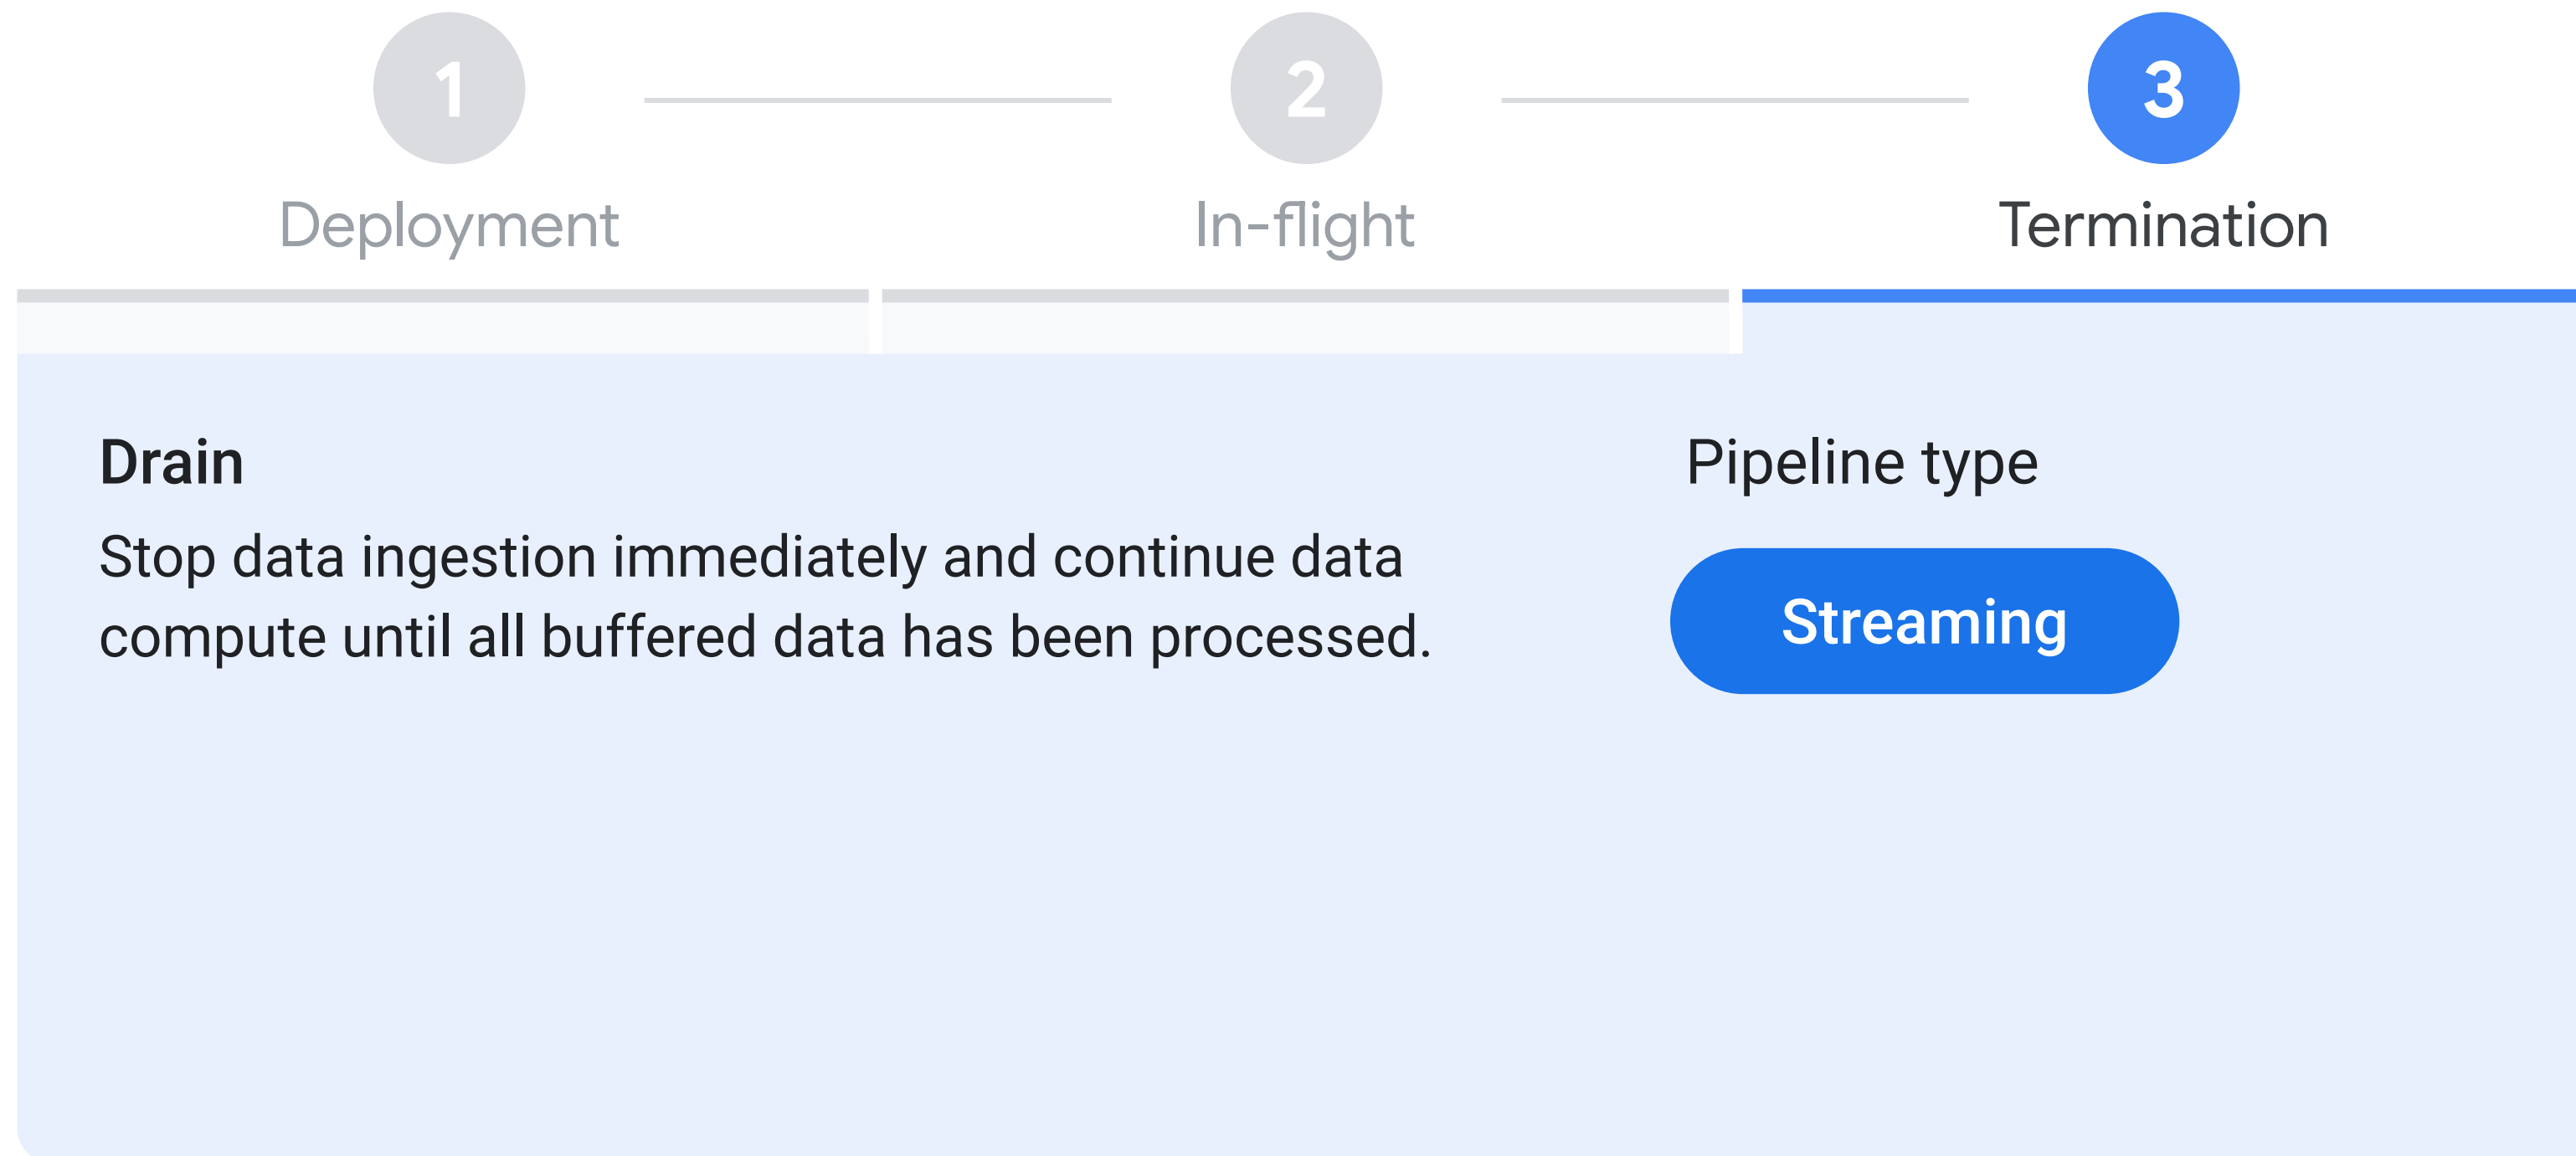 1
2
3
Deployment
In-flight
Termination
Drain
Stop data ingestion immediately and continue data
compute until all buffered data has been processed.
Pipeline type
Streaming